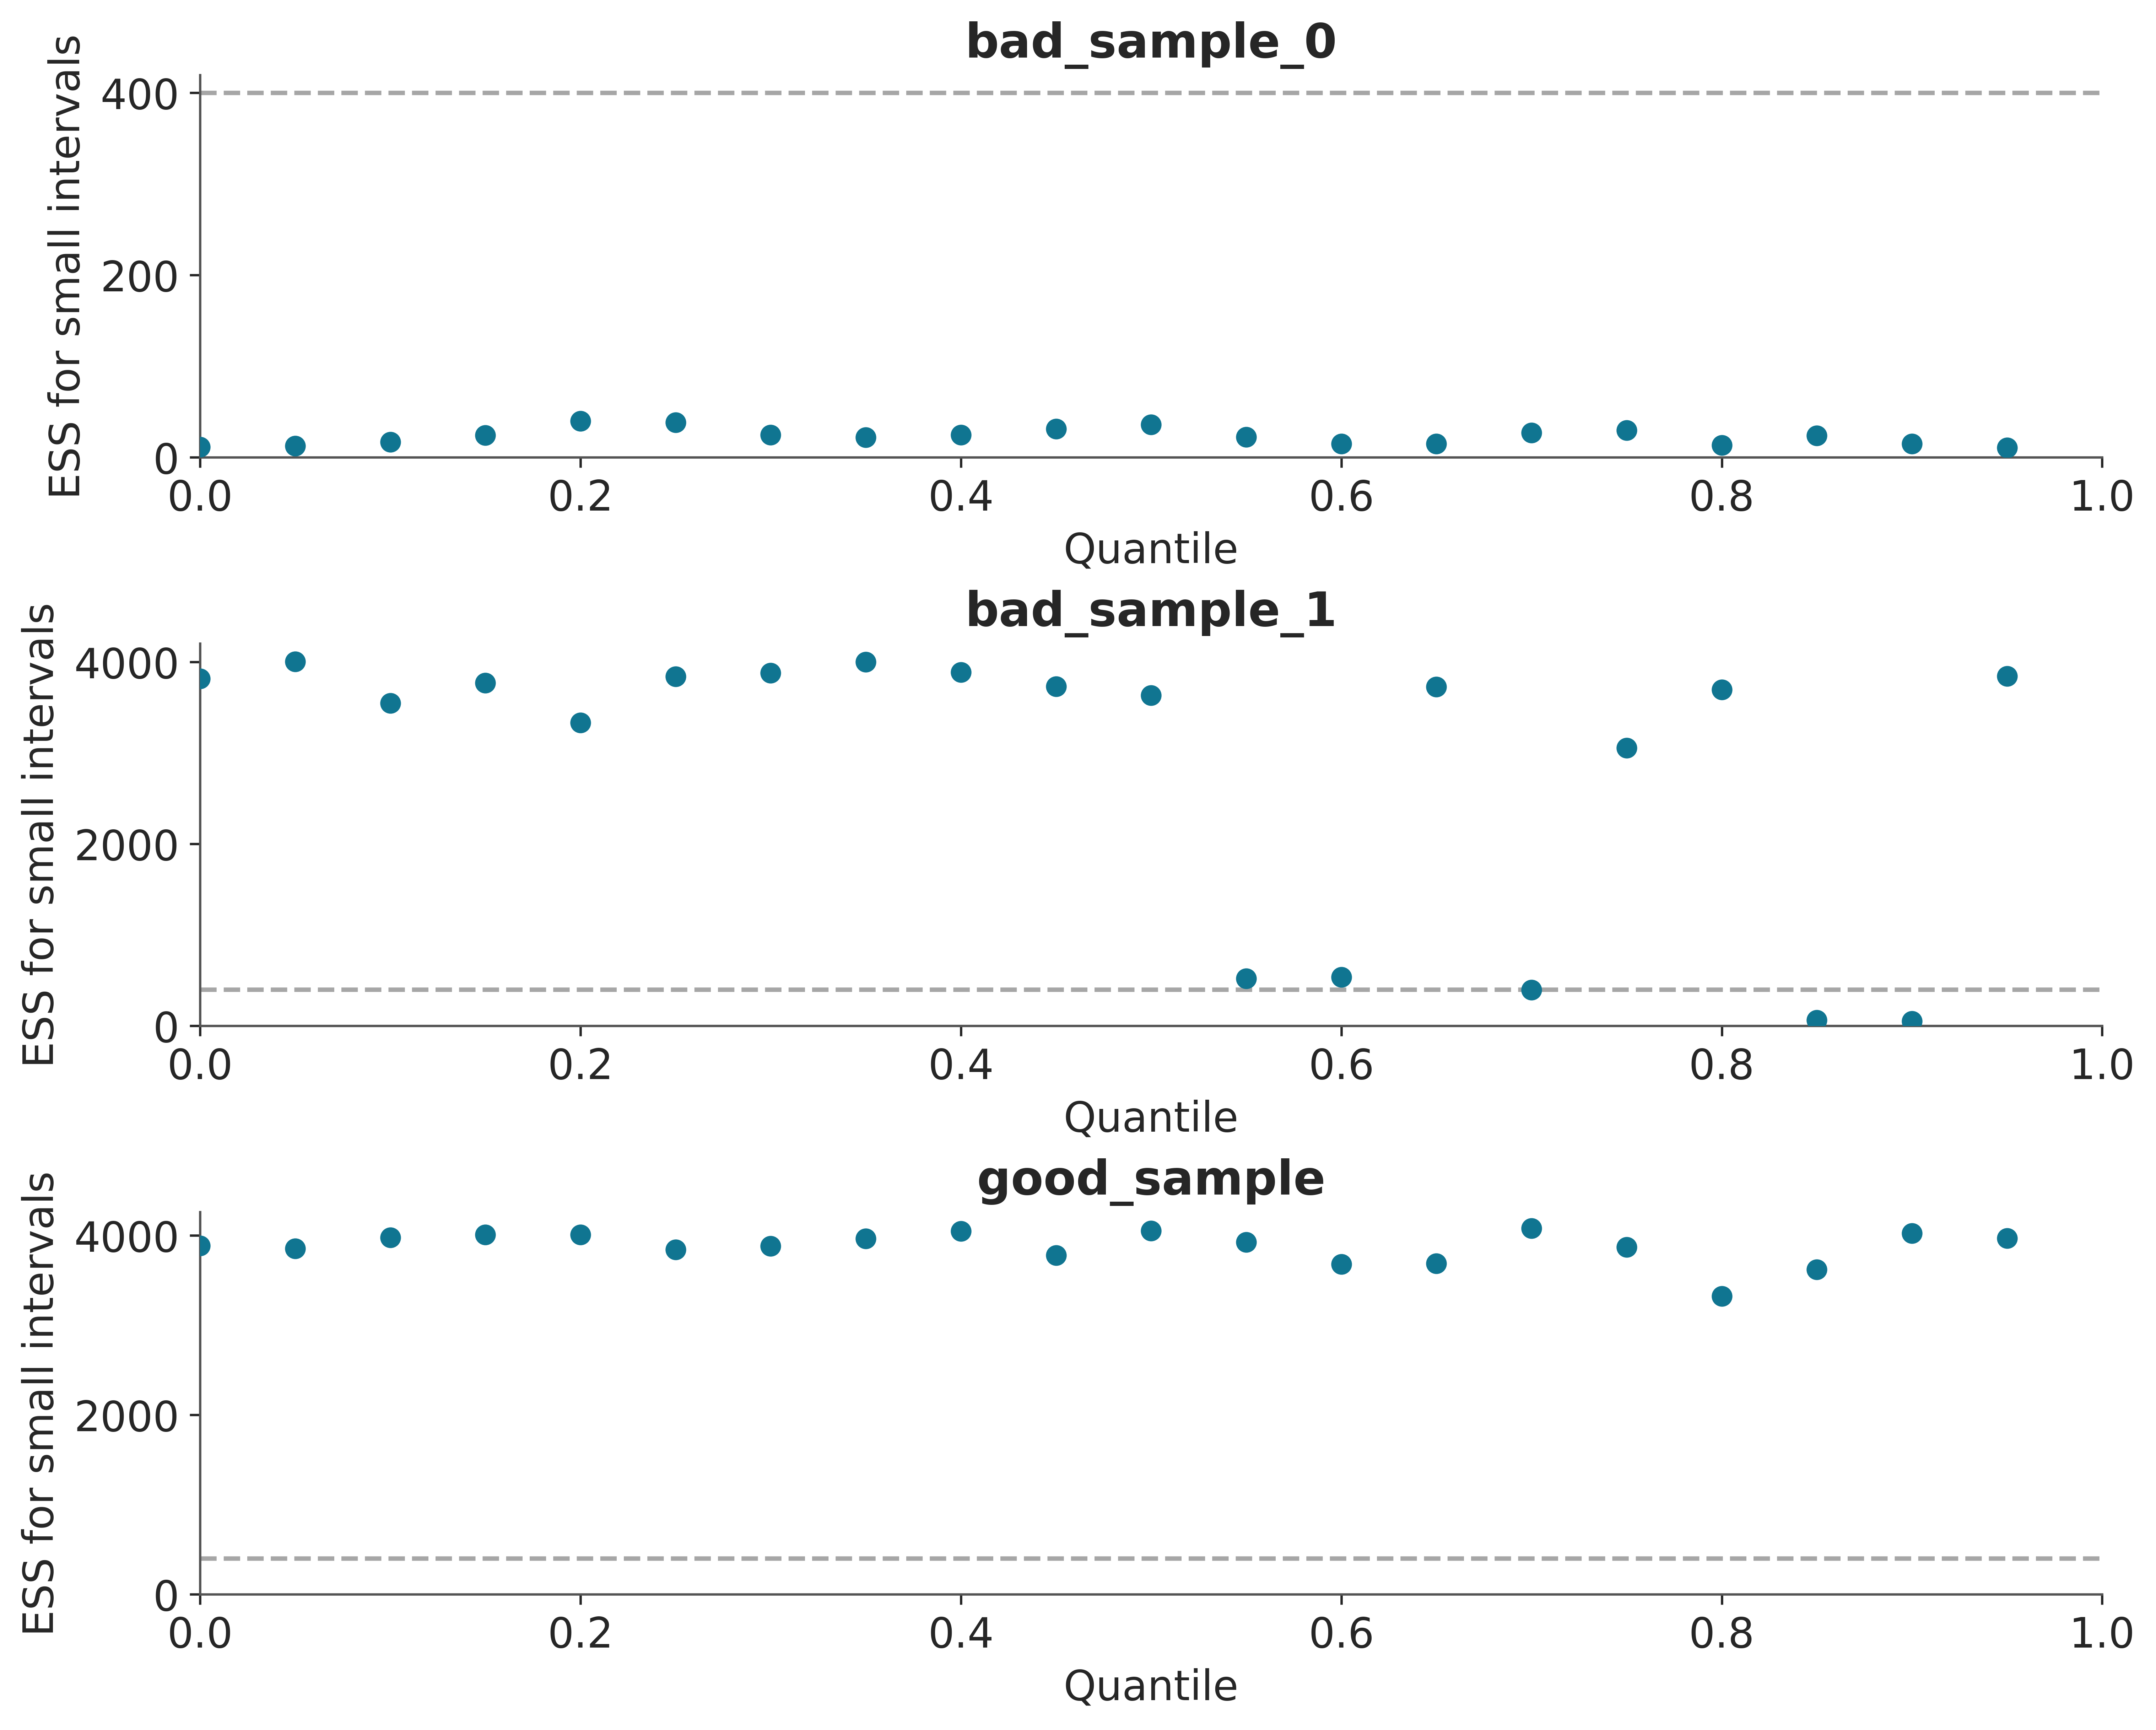 bad_sample_0
ESS for small intervals
400
200
0
0.0 0.2 0.4 0.6 0.8 1.0
Quantile
bad_sample_1
ESS for small intervals
4000
2000
0
0.0 0.2 0.4 0.6 0.8 1.0
Quantile
good_sample
ESS for small intervals
4000
2000
0
0.0 0.2 0.4 0.6 0.8 1.0
Quantile